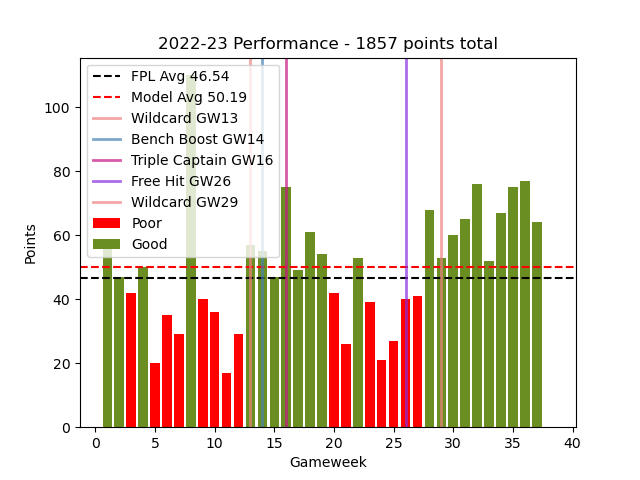 2022-23 Performance - 1857 points total
FPL Avg 46.54
Model Avg 50.19
Wildcard GW13
Bench Boost GW14
Triple Captain GW16
Free Hit GW26
Wildcard GW29
Poor
Good
Points
100
80
60
40
20
0
0 5 10 15 20 25 30 35 40
Gameweek